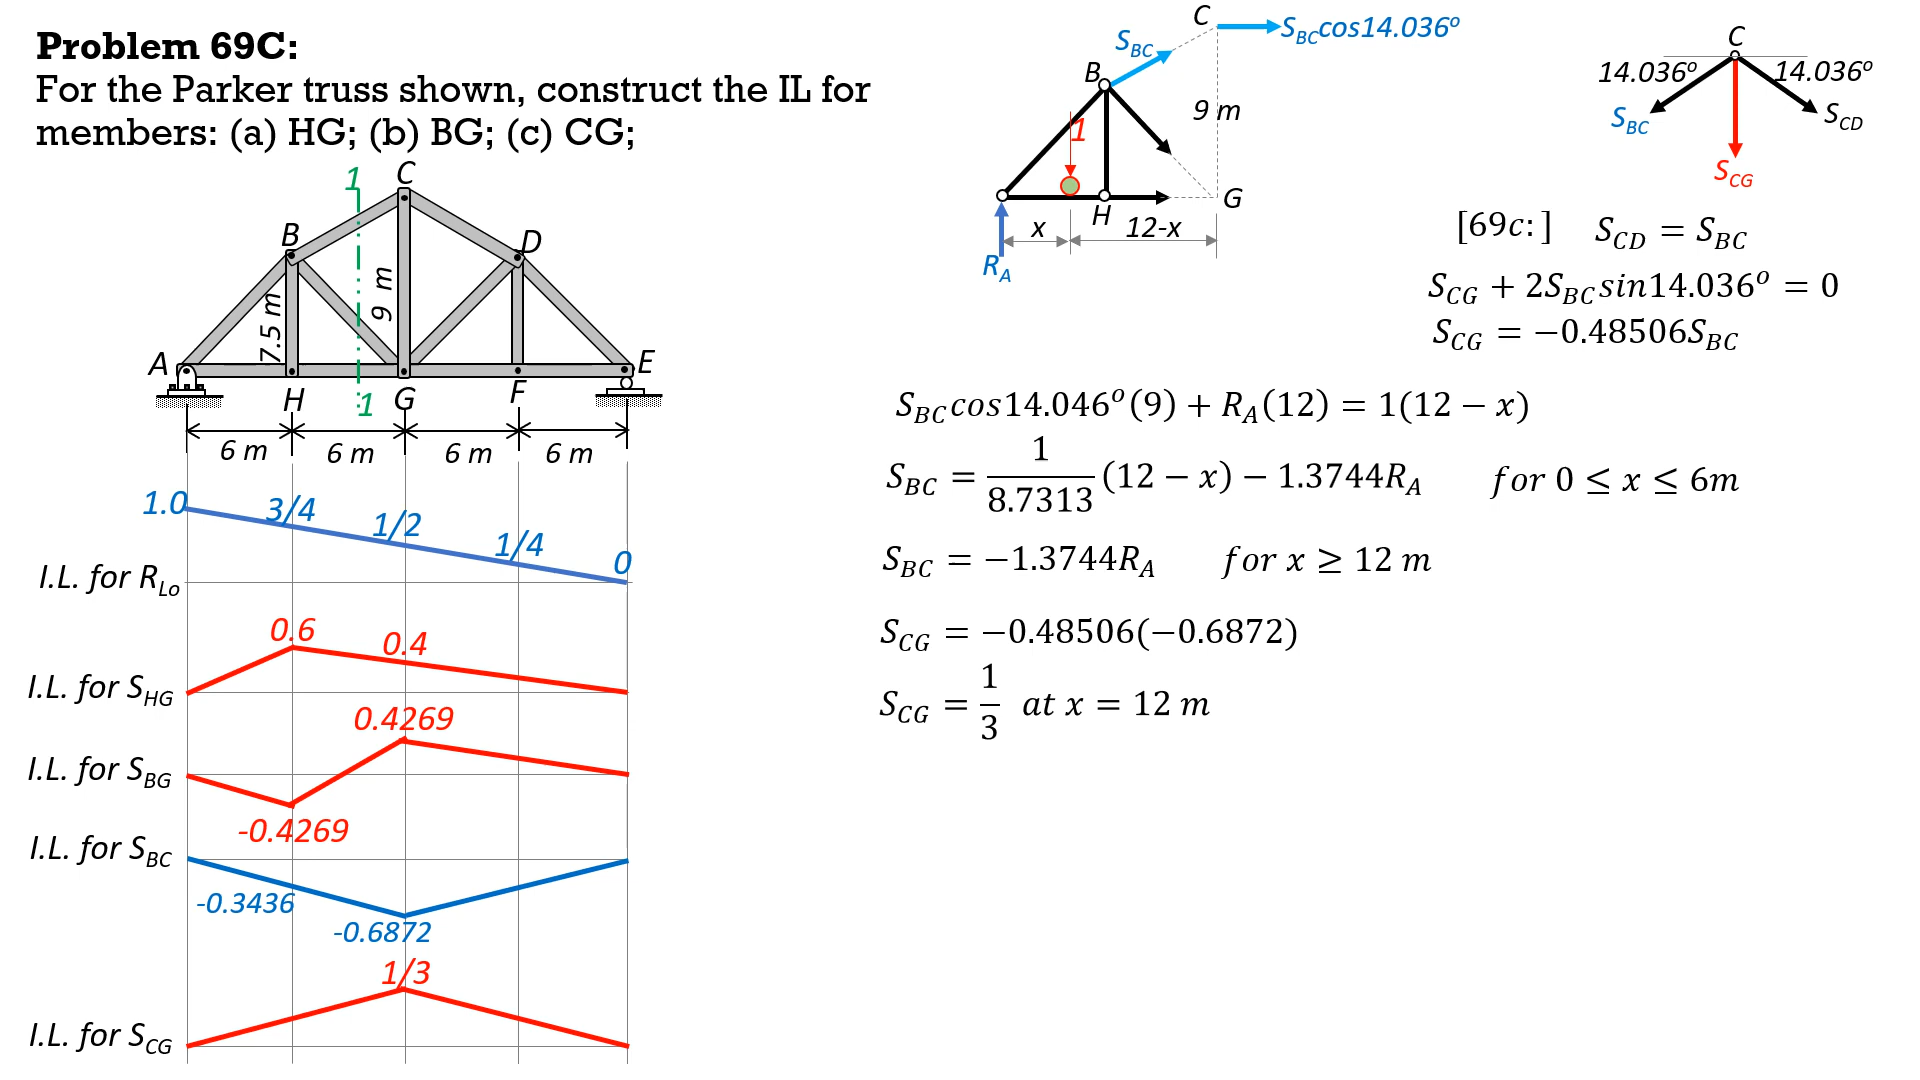 Problem 69C:
For the Parker truss shown, construct the IL for
members: (a) HG; (b) BG; (c) CG;
1
C
B
D
7.5 m
9 m
A
E
H
1
G
F
6 m
6 m
6 m
6 m
1.0
3/4
1/2
1/4
0
I.L. for R_Lo
0.6
0.4
I.L. for S_HG
0.4269
I.L. for S_BG
-0.4269
I.L. for S_BC
-0.3436
-0.6872
1/3
I.L. for S_CG
C
S_BC cos14.036°
S_BC
B
9 m
1
H
G
x
12-x
R_A
C
14.036°
14.036°
S_BC
S_CD
S_CG
[69c:] S_CD = S_BC
S_CG + 2S_BC sin14.036° = 0
S_CG = −0.48506S_BC
S_BC cos14.046°(9) + R_A(12) = 1(12 − x)
S_BC = 1/8.7313 (12 − x) − 1.3744R_A for 0 ≤ x ≤ 6m
S_BC = −1.3744R_A for x ≥ 12 m
S_CG = −0.48506(−0.6872)
S_CG = 1/3 at x = 12 m